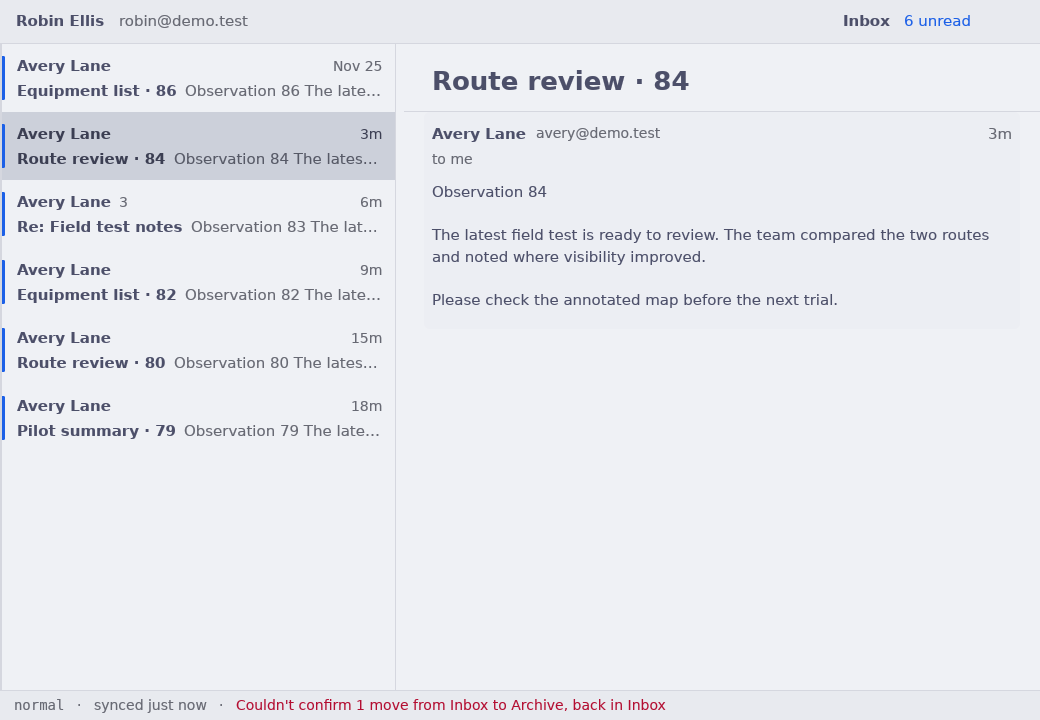 Robin Ellis robin@demo.test Inbox 6 unread
Avery Lane Nov 25
Equipment list · 86 Observation 86 The late…
Avery Lane 3m
Route review · 84 Observation 84 The lates…
Avery Lane 3 6m
Re: Field test notes Observation 83 The lat…
Avery Lane 9m
Equipment list · 82 Observation 82 The late…
Avery Lane 15m
Route review · 80 Observation 80 The lates…
Avery Lane 18m
Pilot summary · 79 Observation 79 The late…
Route review · 84
Avery Lane avery@demo.test 3m
to me
Observation 84
The latest field test is ready to review. The team compared the two routes
and noted where visibility improved.
Please check the annotated map before the next trial.
normal · synced just now · Couldn't confirm 1 move from Inbox to Archive, back in Inbox